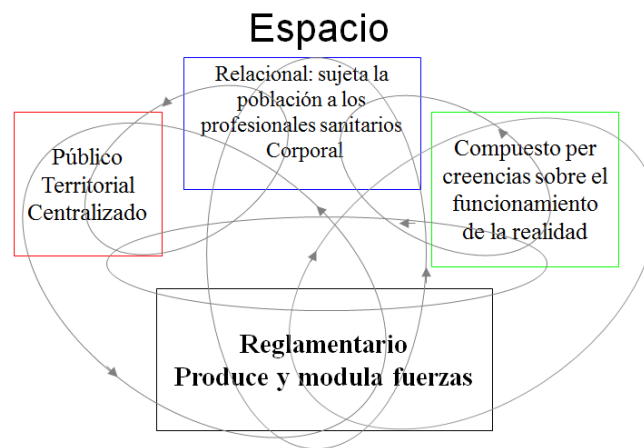 Espacio
Relacional: sujeta la
población a los
profesionales sanitarios
Corporal
Público
Territorial
Centralizado
Compuesto per
creencias sobre el
funcionamiento
de la realidad
Reglamentario
Produce y modula fuerzas